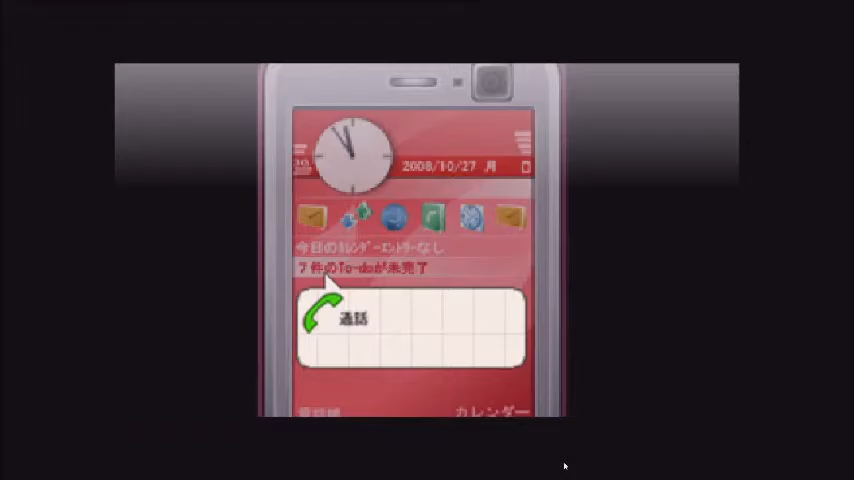 2008/10/27 月
今日のカレンダーエントリーなし
7 件のTo-doが未完了
通話
カレンダー